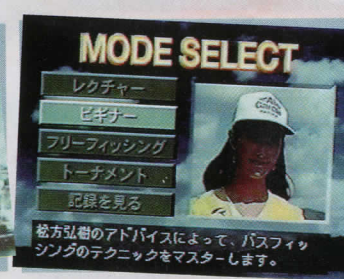 MODE SELECT
レクチャー
ビギナー
フリーフィッシング
トーナメント
記録を見る
松方弘樹のアドバイスによって、バスフィッ
シングのテクニックをマスターします。